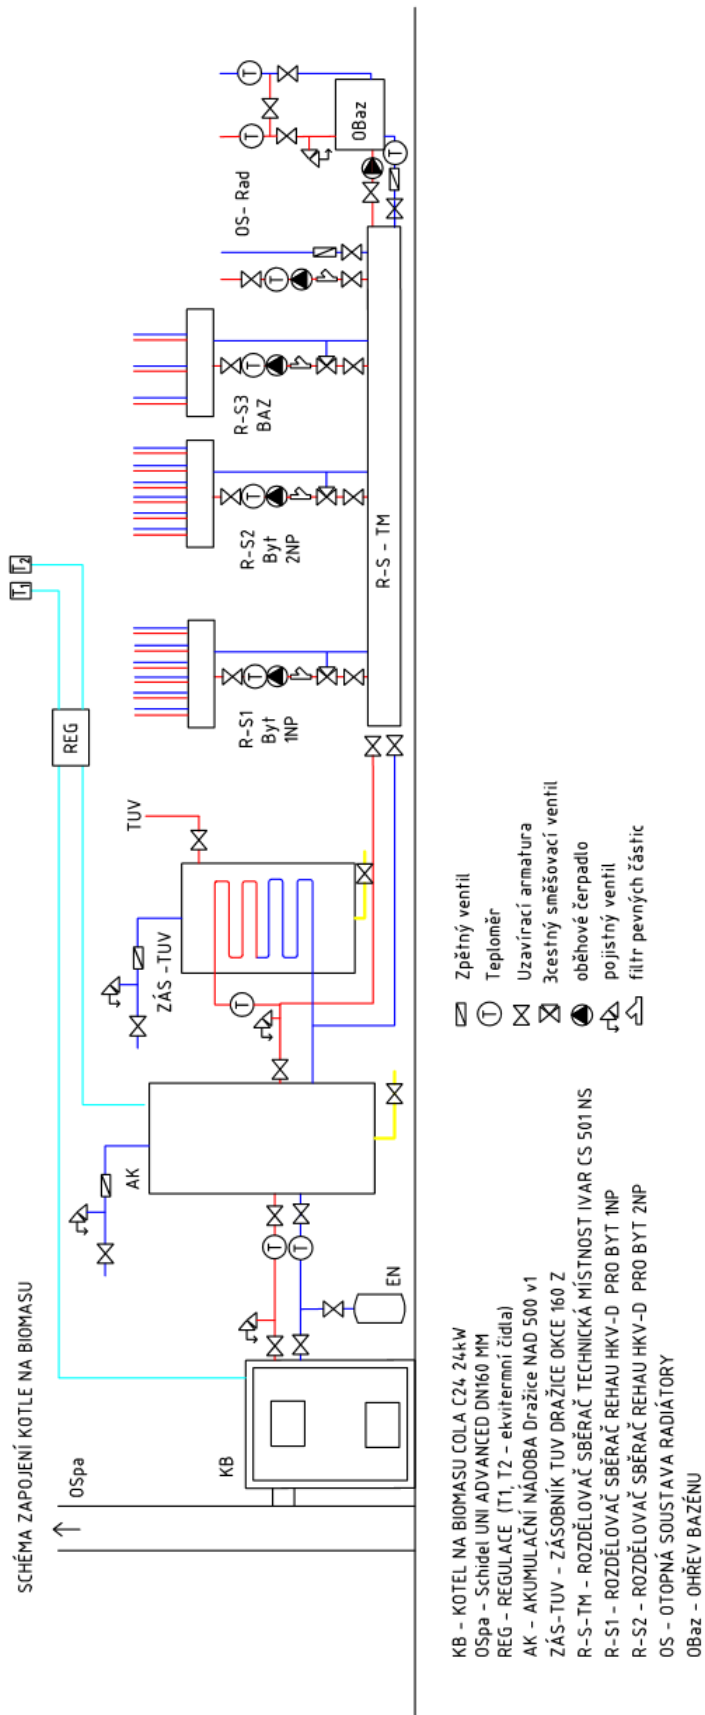 SCHÉMA ZAPOJENÍ KOTLE NA BIOMASU
OSpa
KB
EN
AK
ZÁS -TUV
TUV
REG
T1
T2
R-S1
Byt
1NP
R-S2
Byt
2NP
R-S3
BAZ
OS- Rad
OBaz
R-S - TM
T
T
T
T
T
T
T
T
T
T
KB - KOTEL NA BIOMASU COLA C24 24kW
OSpa - Schidel UNI ADVANCED DN160 MM
REG - REGULACE (T1, T2 - ekvitermní čidla)
AK - AKUMULAČNÍ NÁDOBA Dražice NAD 500 v1
ZÁS-TUV - ZÁSOBNÍK TUV DRAŽICE OKCE 160 Z
R-S-TM - ROZDĚLOVAČ SBĚRAČ TECHNICKÁ MÍSTNOST IVAR CS 501 NS
R-S1 - ROZDĚLOVAČ SBĚRAČ REHAU HKV-D PRO BYT 1NP
R-S2 - ROZDĚLOVAČ SBĚRAČ REHAU HKV-D PRO BYT 2NP
OS - OTOPNÁ SOUSTAVA RADIÁTORY
OBaz - OHŘEV BAZÉNU
Zpětný ventil
T Teploměr
Uzavírací armatura
3cestný směšovací ventil
oběhové čerpadlo
pojistný ventil
filtr pevných částic